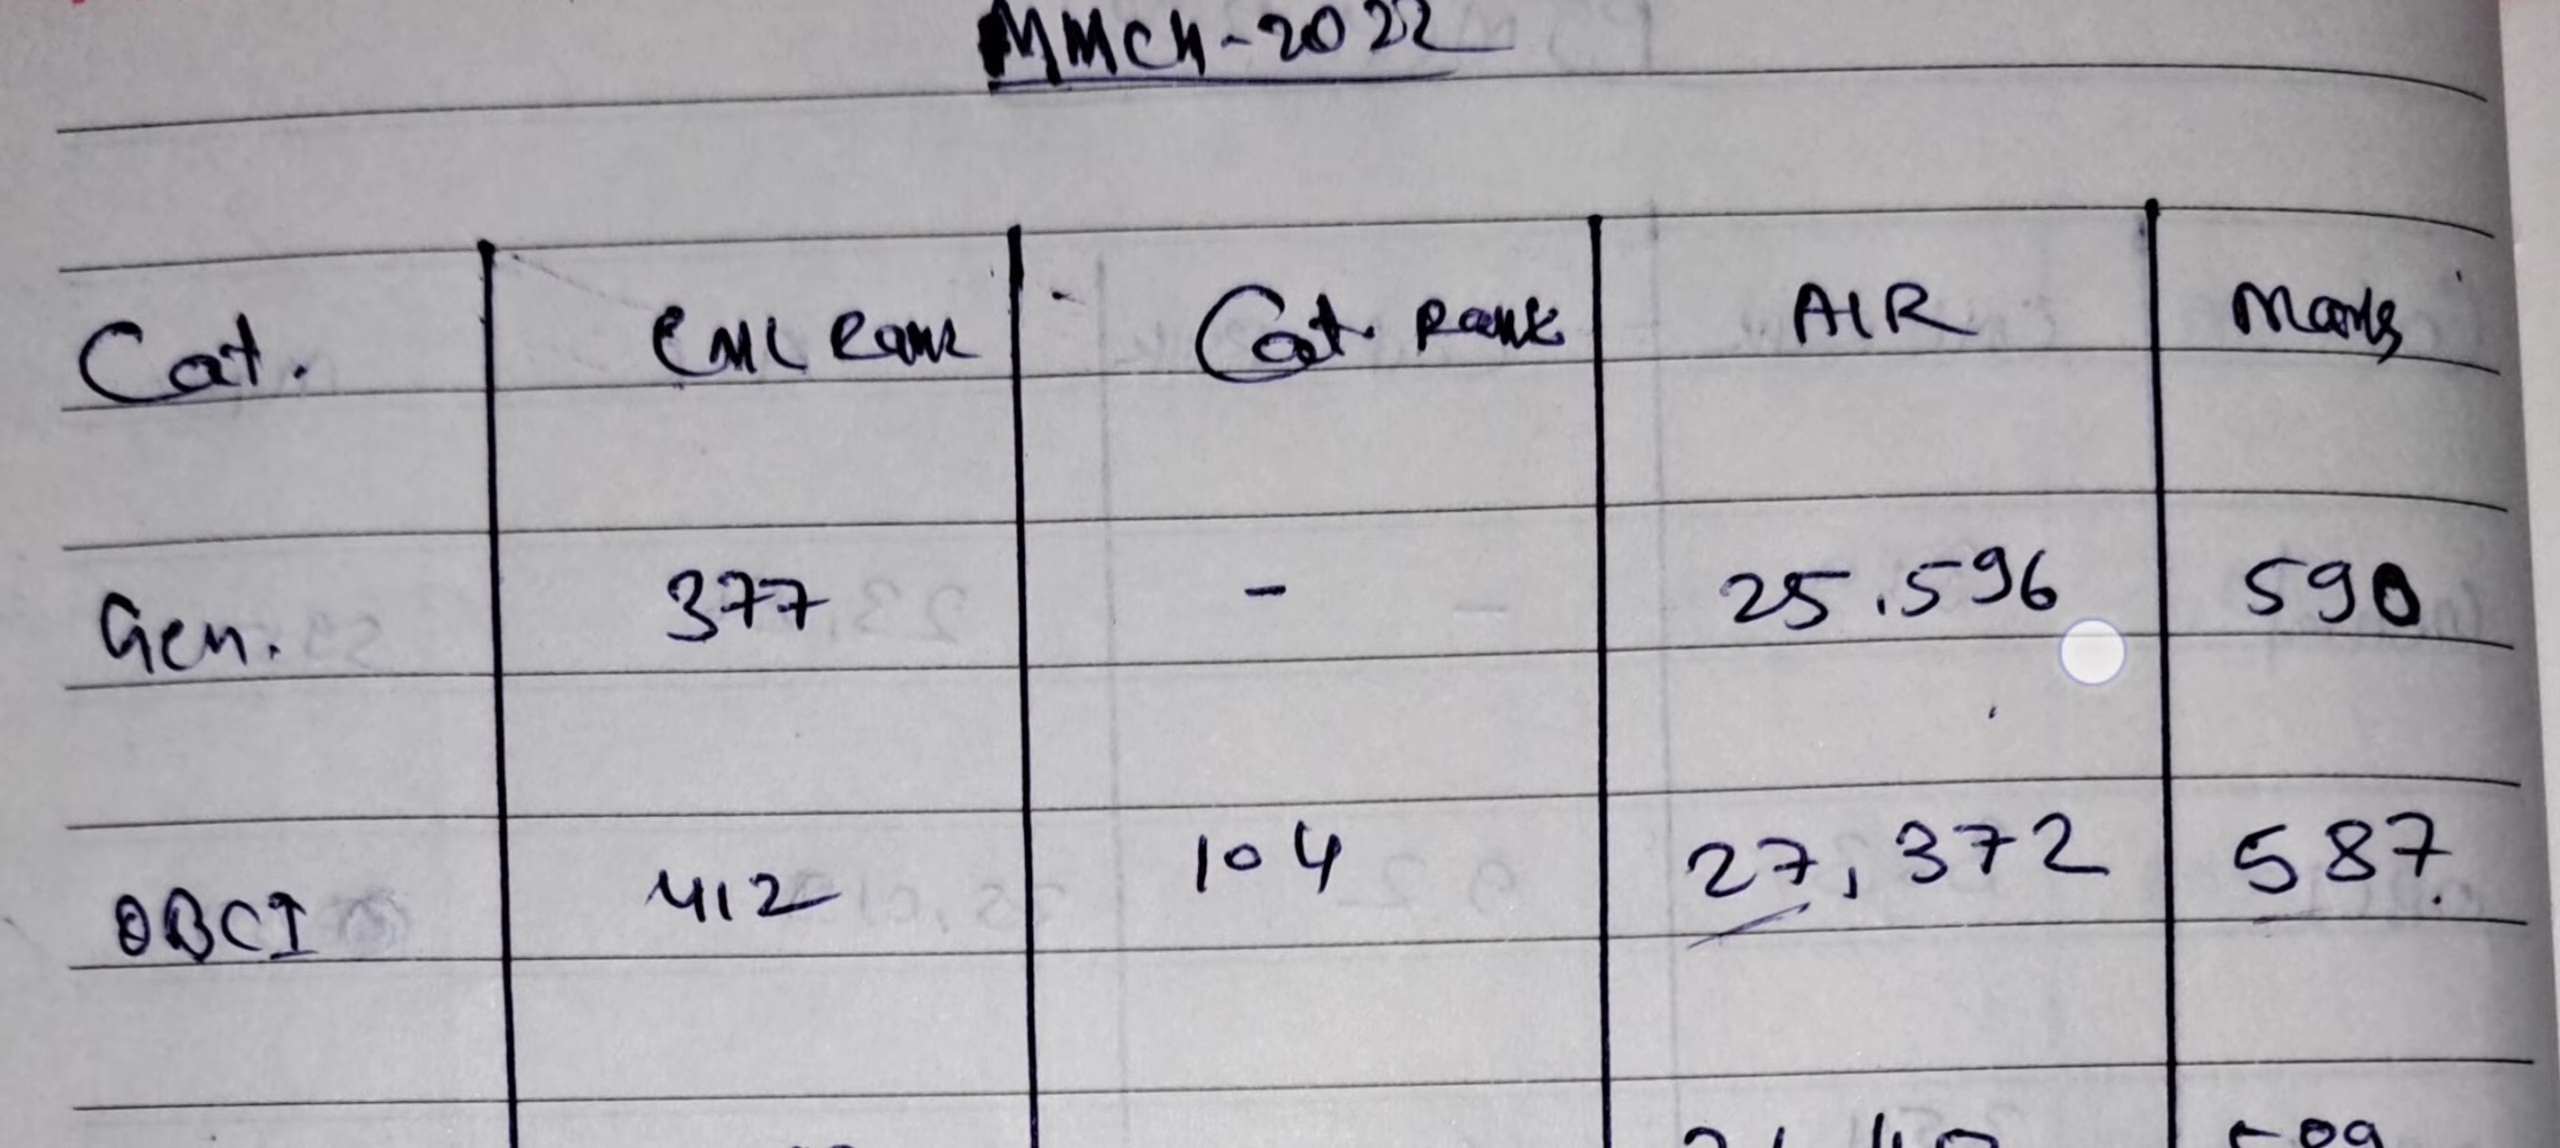 MMCH-2022
Cat. CML Rank Cat. Rank AIR Marks
Gen. 377 - 25.596 590
OBCI 412 104 27,372 587